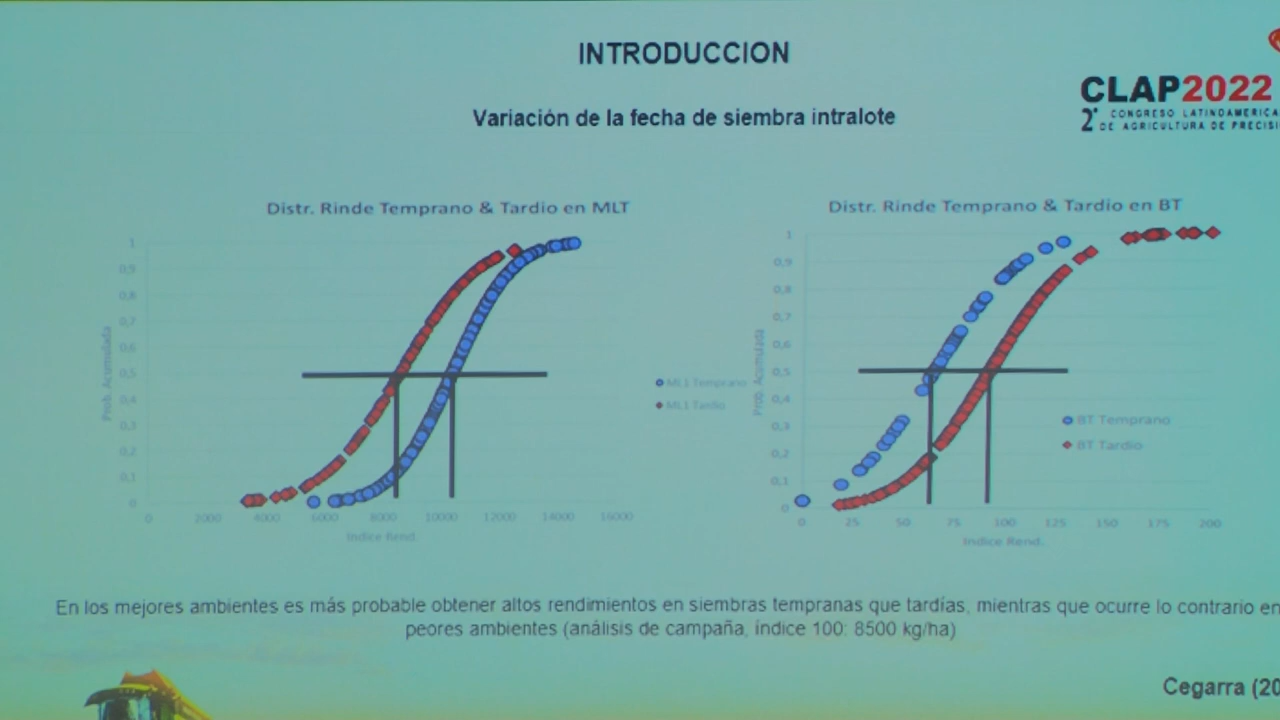 INTRODUCCION
CLAP2022
2° CONGRESO LATINOAMERICA
DE AGRICULTURA DE PRECISI
Variación de la fecha de siembra intralote
Distr. Rinde Temprano & Tardio en MLT
1
0,9
0,8
0,7
0,6
0,5
0,4
0,3
0,2
0,1
0
Prob. Acumulada
0 2000 4000 6000 8000 10000 12000 14000 16000
Indice Rend.
MLT Temprano
MLT Tardio
Distr. Rinde Temprano & Tardio en BT
1
0,9
0,8
0,7
0,6
0,5
0,4
0,3
0,2
0,1
0
Prob. Acumulada
0 25 50 75 100 125 150 175 200
Indice Rend.
BT Temprano
BT Tardio
En los mejores ambientes es más probable obtener altos rendimientos en siembras tempranas que tardías, mientras que ocurre lo contrario en
peores ambientes (análisis de campaña, índice 100: 8500 kg/ha)
Cegarra (20